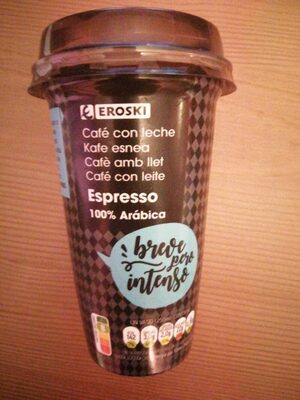 EROSKI
Café con leche
Kafe esnea
Cafè amb llet
Café con leite
Espresso
100% Arábica
breve
pero
intenso